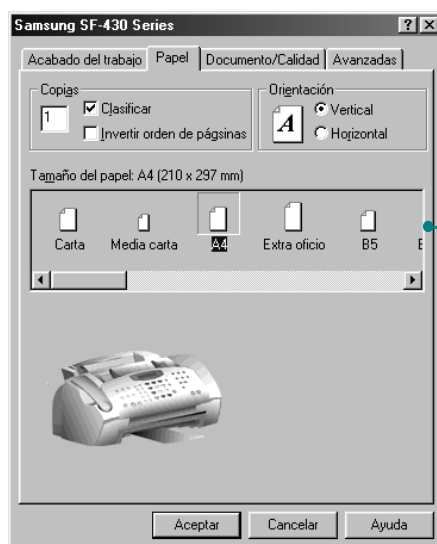 Samsung SF-430 Series
Acabado del trabajo Papel Documento/Calidad Avanzadas
Copias
1
Clasificar
Invertir orden de págsinas
Orientación
A
Vertical
Horizontal
Tamaño del papel: A4 (210 x 297 mm)
Carta Media carta A4 Extra oficio B5
Aceptar Cancelar Ayuda